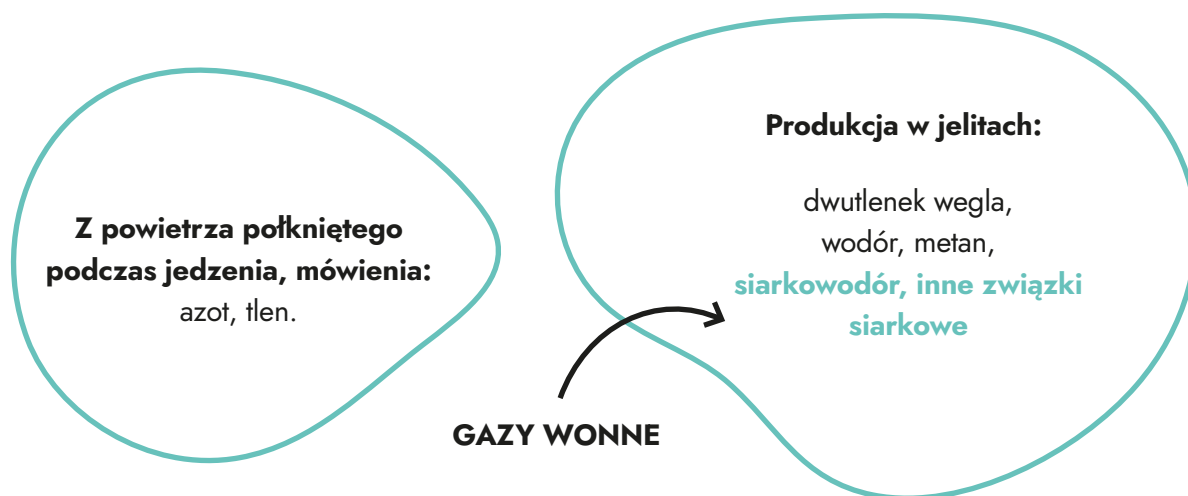 Z powietrza połkniętego
podczas jedzenia, mówienia:
azot, tlen.
Produkcja w jelitach:
dwutlenek wegla,
wodór, metan,
siarkowodór, inne związki
siarkowe
GAZY WONNE